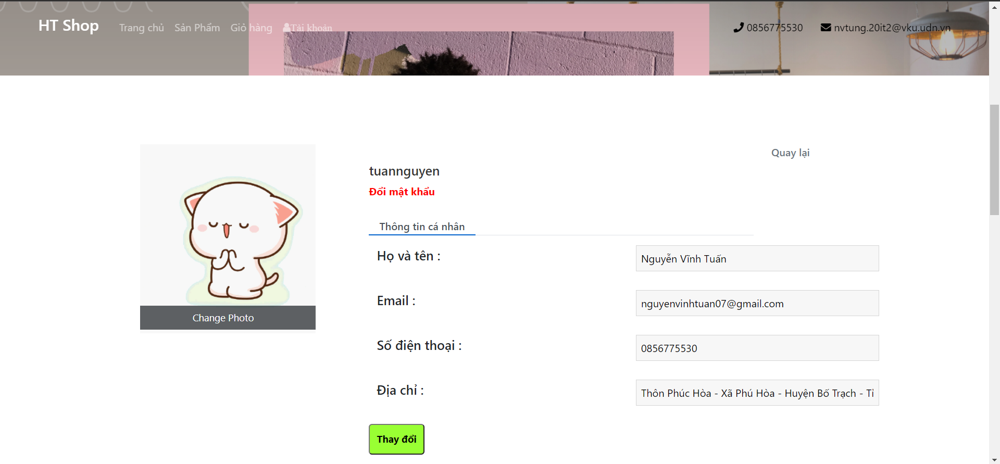 HT Shop Trang chủ Sản Phẩm Giỏ hàng Tài khoản 0856775530 nvtung.20it2@vku.udn.vn
Quay lại
tuannguyen
Đổi mật khẩu
Thông tin cá nhân
Họ và tên : Nguyễn Vĩnh Tuấn
Email : nguyenvinhtuan07@gmail.com
Change Photo
Số điện thoại : 0856775530
Địa chỉ : Thôn Phúc Hòa - Xã Phú Hòa - Huyện Bố Trạch - Tỉ
Thay đổi